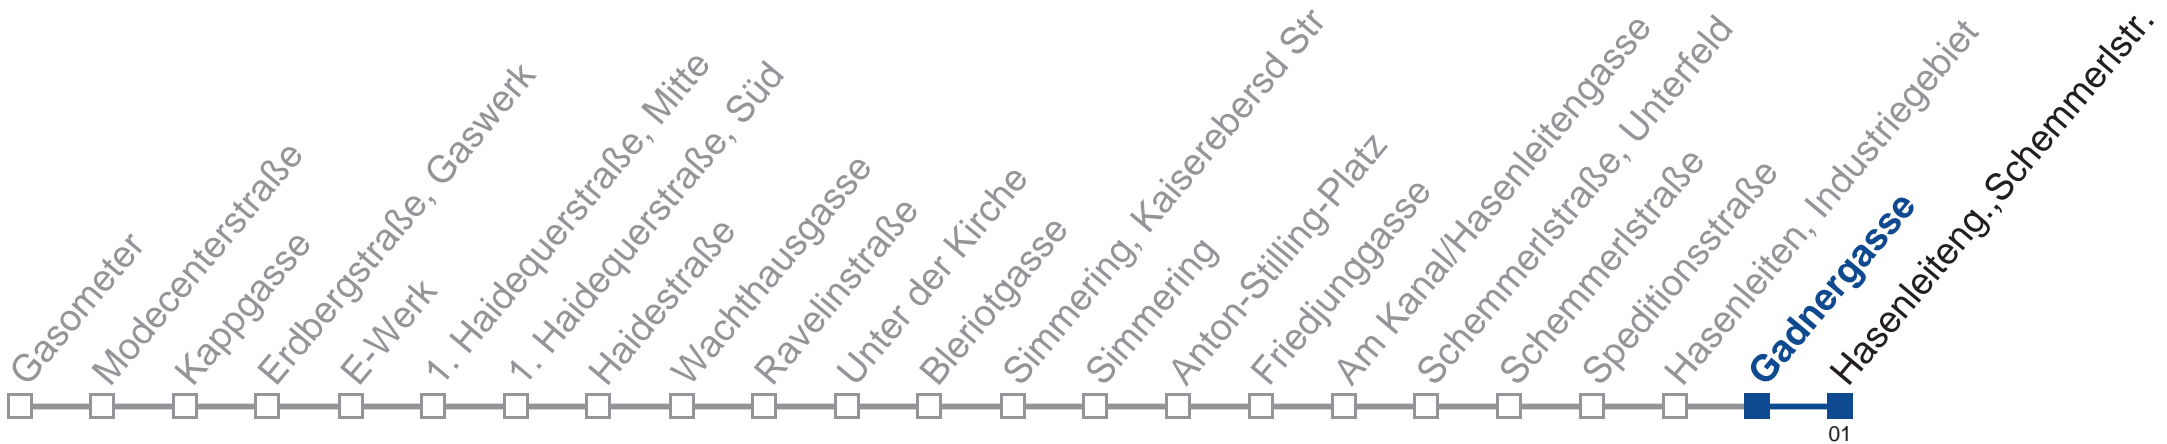 Gasometer
Modecenterstraße
Kappgasse
Erdbergstraße, Gaswerk
E-Werk
1. Haidequerstraße, Mitte
1. Haidequerstraße, Süd
Haidestraße
Wachthausgasse
Ravelinstraße
Unter der Kirche
Bleriotgasse
Simmering, Kaiserebersd Str
Simmering
Anton-Stilling-Platz
Friedjunggasse
Am Kanal/Hasenleitengasse
Schemmerlstraße, Unterfeld
Schemmerlstraße
Speditionsstraße
Hasenleiten, Industriegebiet
Gadnergasse
Hasenleiteng.,Schemmerlstr.
01